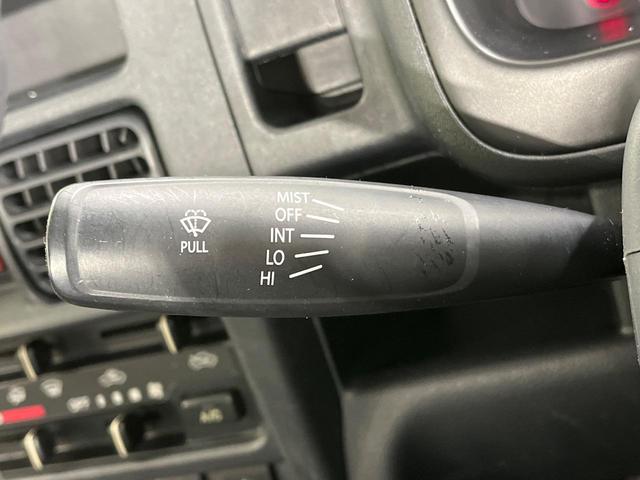 MIST
OFF
INT
LO
HI
PULL
A/C